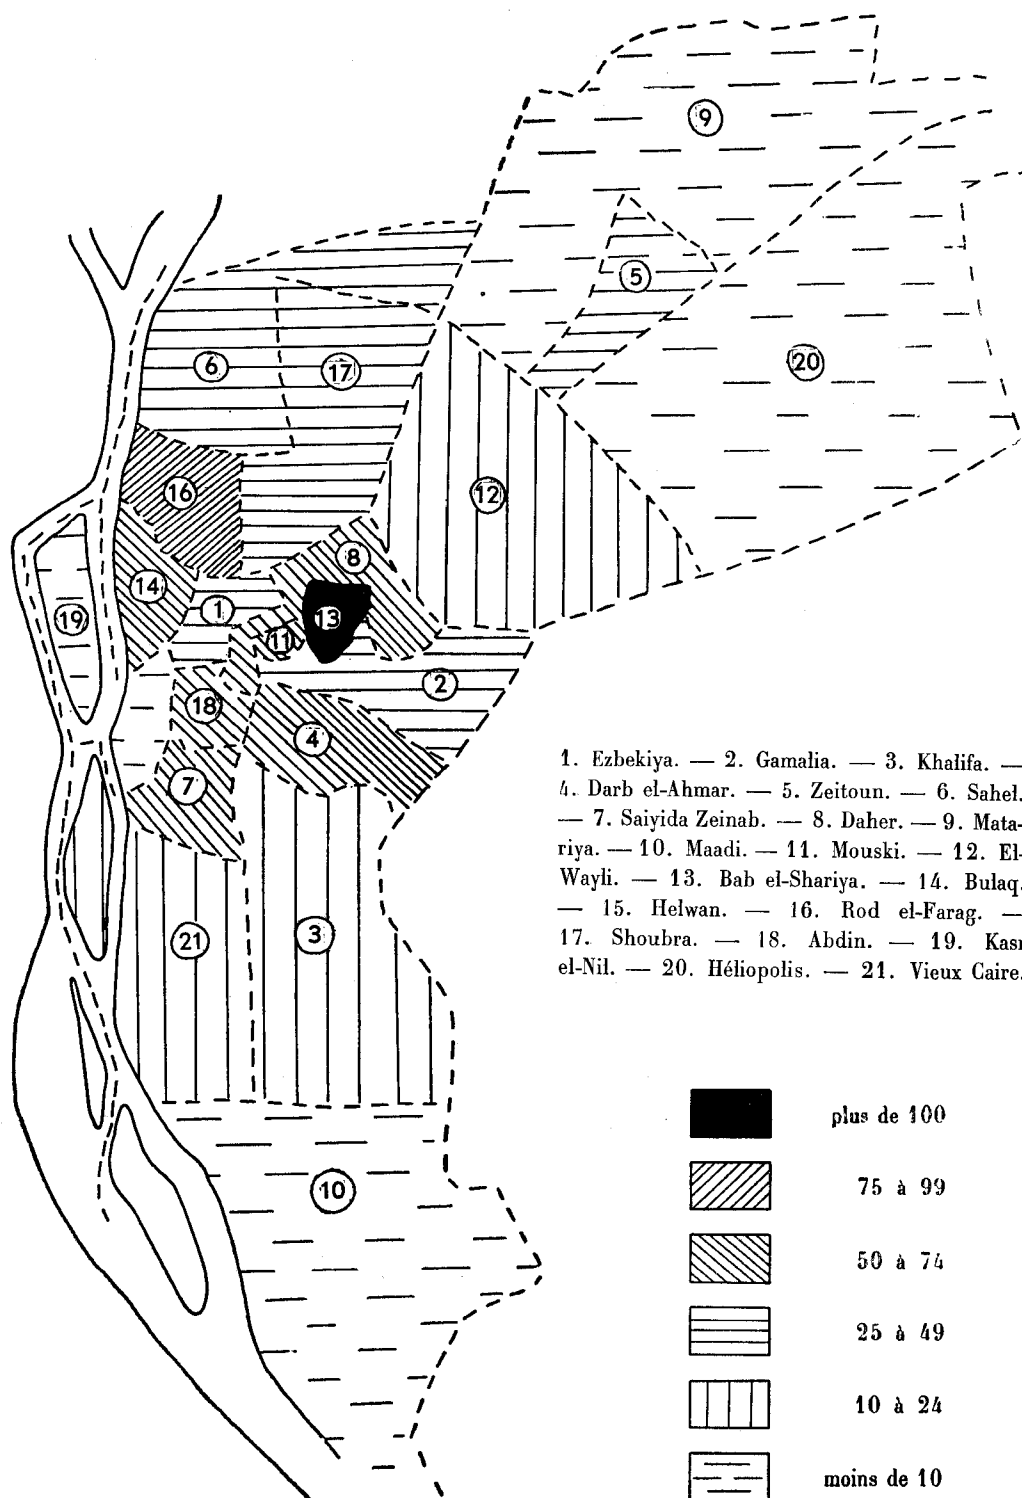 9
5
6
17
20
16
12
8
14
1
13
19
11
2
18
4
7
21
3
10
1. Ezbekiya. — 2. Gamalia. — 3. Khalifa. —
4. Darb el-Ahmar. — 5. Zeitoun. — 6. Sahel.
— 7. Saiyida Zeinab. — 8. Daher. — 9. Mata-
riya. — 10. Maadi. — 11. Mouski. — 12. El-
Wayli. — 13. Bab el-Shariya. — 14. Bulaq.
— 15. Helwan. — 16. Rod el-Farag. —
17. Shoubra. — 18. Abdin. — 19. Kasr
el-Nil. — 20. Héliopolis. — 21. Vieux Caire.
plus de 100
75 à 99
50 à 74
25 à 49
10 à 24
moins de 10